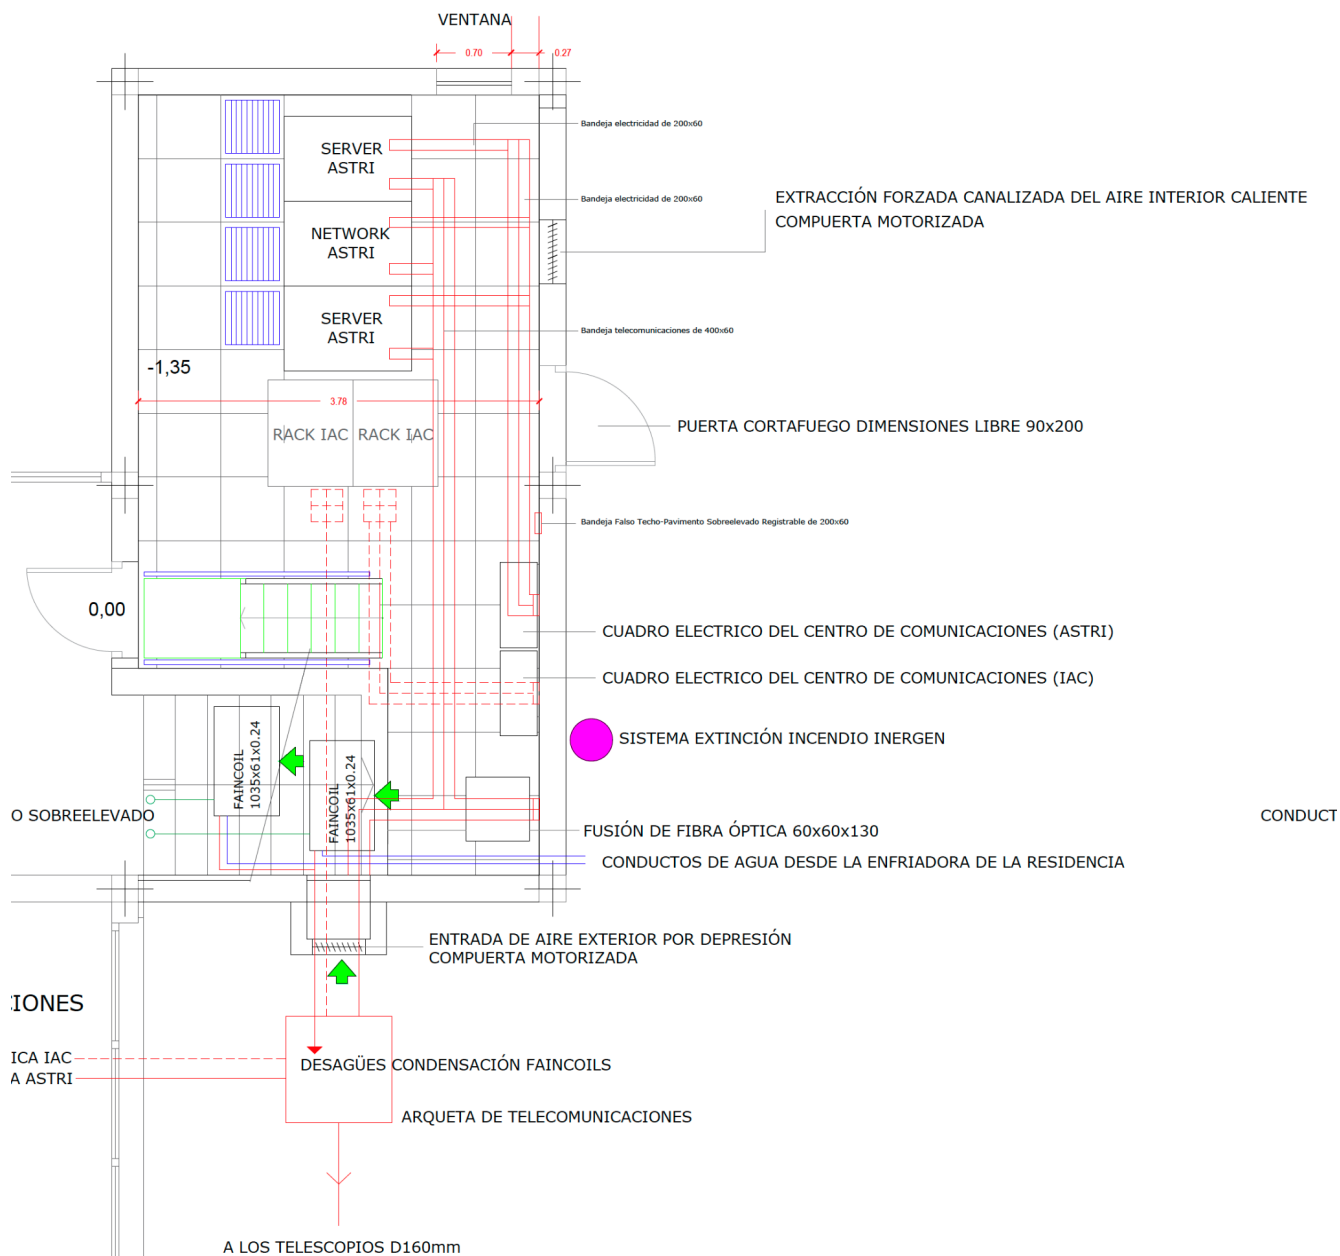 VENTANA
0.70
0.27
Bandeja electricidad de 200x60
SERVER
ASTRI
Bandeja electricidad de 200x60
EXTRACCIÓN FORZADA CANALIZADA DEL AIRE INTERIOR CALIENTE
COMPUERTA MOTORIZADA
NETWORK
ASTRI
SERVER
ASTRI
Bandeja telecomunicaciones de 400x60
-1,35
3.78
RACK IAC
RACK IAC
PUERTA CORTAFUEGO DIMENSIONES LIBRE 90x200
Bandeja Falso Techo-Pavimento Sobreelevado Registrable de 200x60
0,00
CUADRO ELECTRICO DEL CENTRO DE COMUNICACIONES (ASTRI)
CUADRO ELECTRICO DEL CENTRO DE COMUNICACIONES (IAC)
SISTEMA EXTINCIÓN INCENDIO INERGEN
FAINCOIL
1035x61x0.24
FAINCOIL
1035x61x0.24
O SOBREELEVADO
CONDUCT
FUSIÓN DE FIBRA ÓPTICA 60x60x130
CONDUCTOS DE AGUA DESDE LA ENFRIADORA DE LA RESIDENCIA
ENTRADA DE AIRE EXTERIOR POR DEPRESIÓN
COMPUERTA MOTORIZADA
IONES
ICA IAC
A ASTRI
DESAGÜES CONDENSACIÓN FAINCOILS
ARQUETA DE TELECOMUNICACIONES
A LOS TELESCOPIOS D160mm